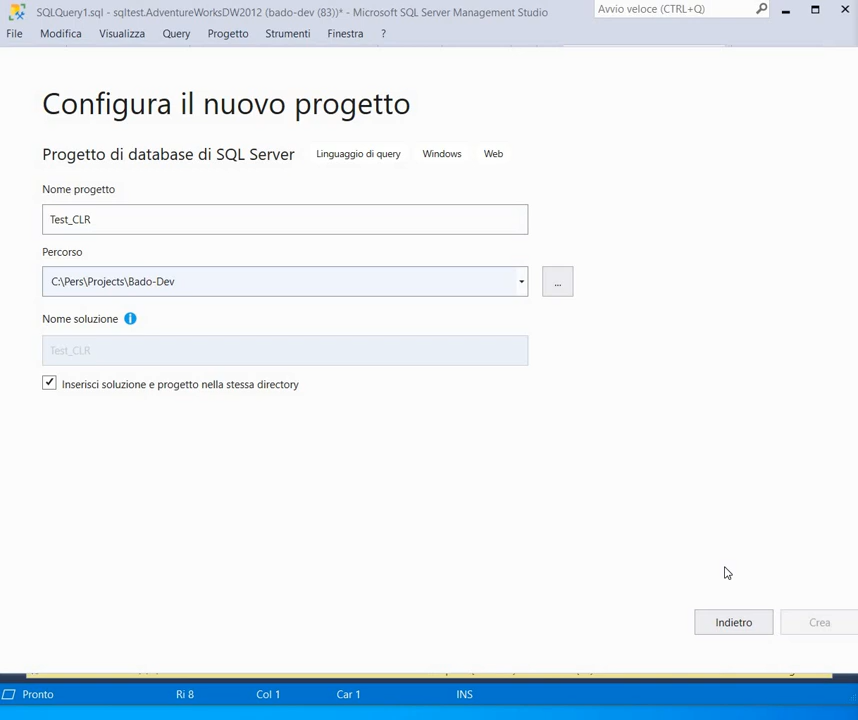 SQLQuery1.sql - sqltest.AdventureWorksDW2012 (bado-dev (83))* - Microsoft SQL Server Management Studio
Avvio veloce (CTRL+Q)
File Modifica Visualizza Query Progetto Strumenti Finestra ?
Configura il nuovo progetto
Progetto di database di SQL Server Linguaggio di query Windows Web
Nome progetto
Test_CLR
Percorso
C:\Pers\Projects\Bado-Dev
...
Nome soluzione
Test_CLR
Inserisci soluzione e progetto nella stessa directory
Indietro Crea
Pronto Ri 8 Col 1 Car 1 INS